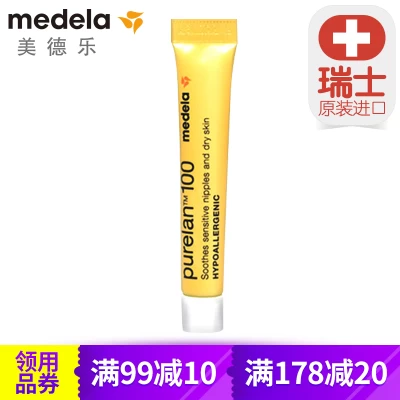 medela
美德乐
瑞士
原装进口
medela
purelan™100
Soothes sensitive nipples and dry skin
HYPOALLERGENIC
领用
品券
满99减10
满178减20